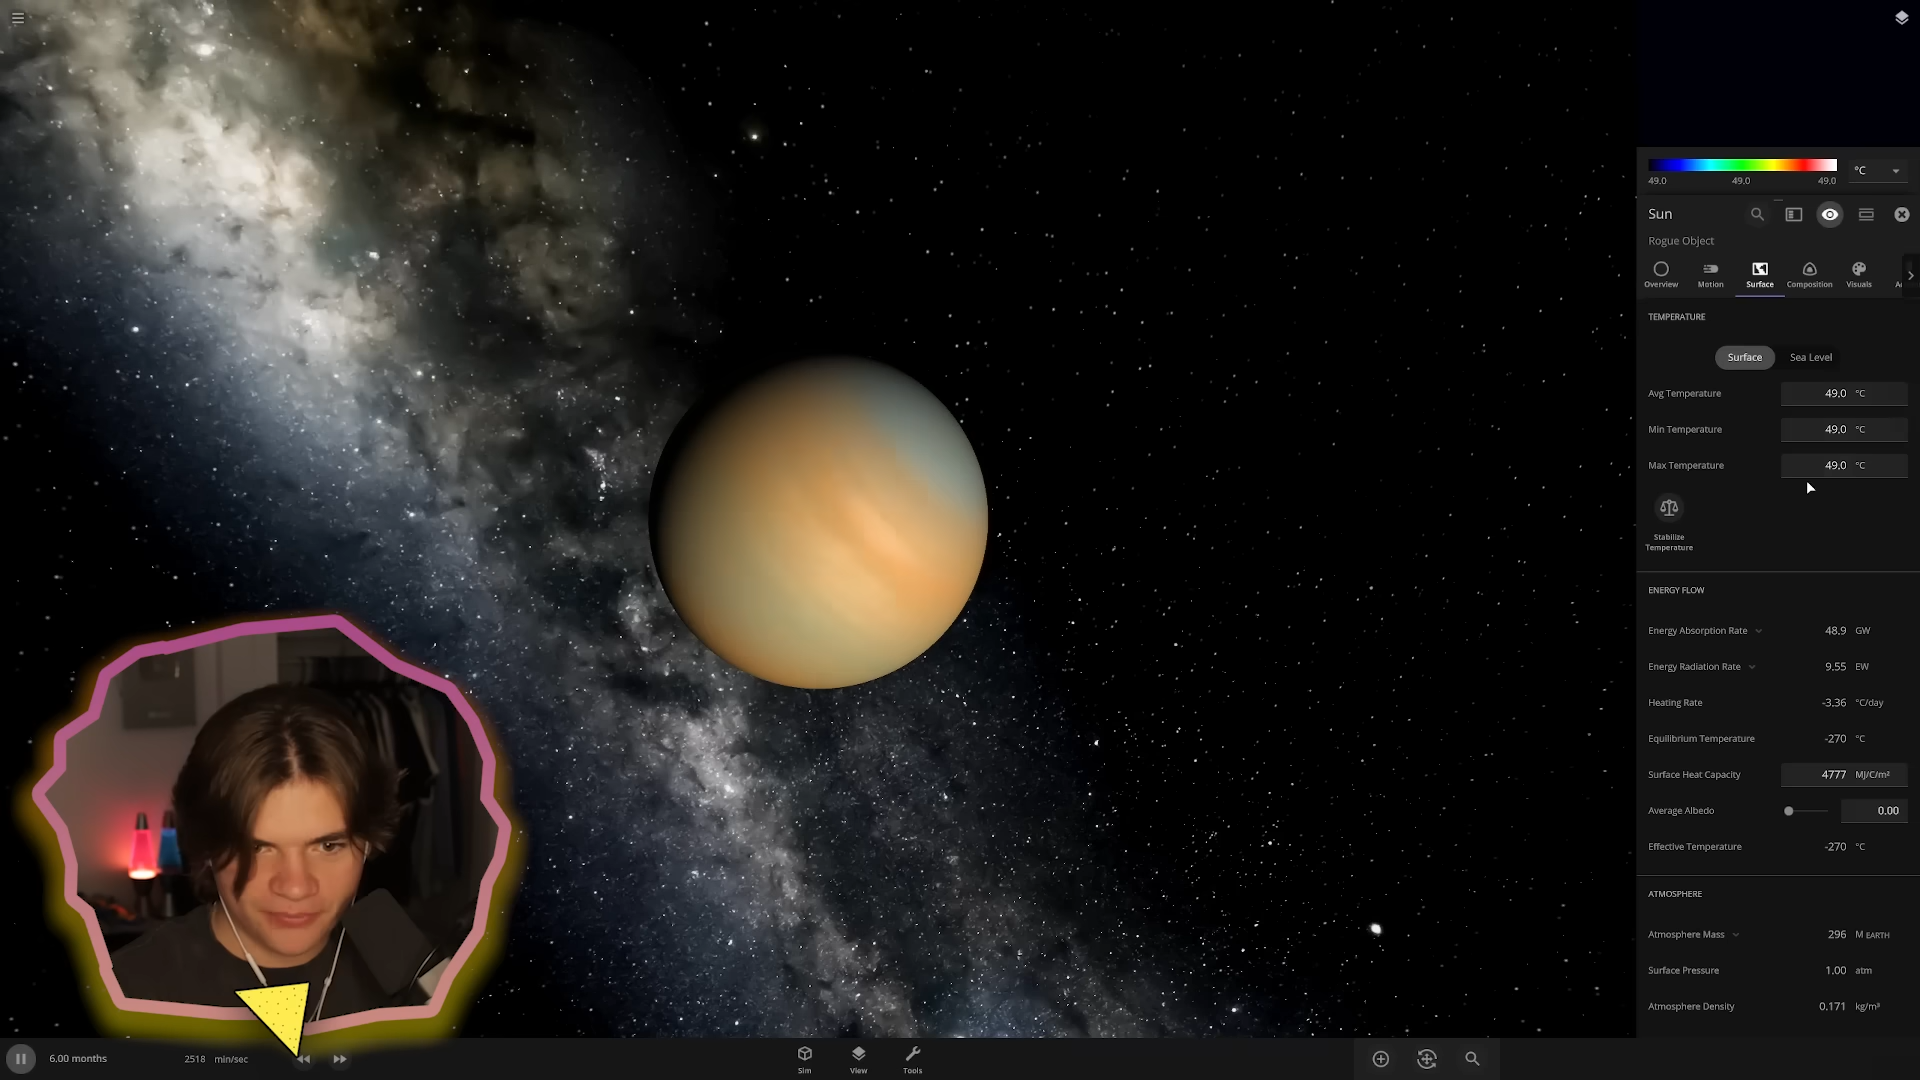 49.0 49.0 49.0 °C
Sun
Rogue Object
Overview Motion Surface Composition Visuals
TEMPERATURE
Surface Sea Level
Avg Temperature 49.0 °C
Min Temperature 49.0 °C
Max Temperature 49.0 °C
Stabilize
Temperature
ENERGY FLOW
Energy Absorption Rate 48.9 GW
Energy Radiation Rate 9.55 EW
Heating Rate -3.36 °C/day
Equilibrium Temperature -270 °C
Surface Heat Capacity 4777 MJ/C/m²
Average Albedo 0.00
Effective Temperature -270 °C
ATMOSPHERE
Atmosphere Mass 296 M EARTH
Surface Pressure 1.00 atm
Atmosphere Density 0.171 kg/m³
6.00 months 2518 min/sec
Sim View Tools